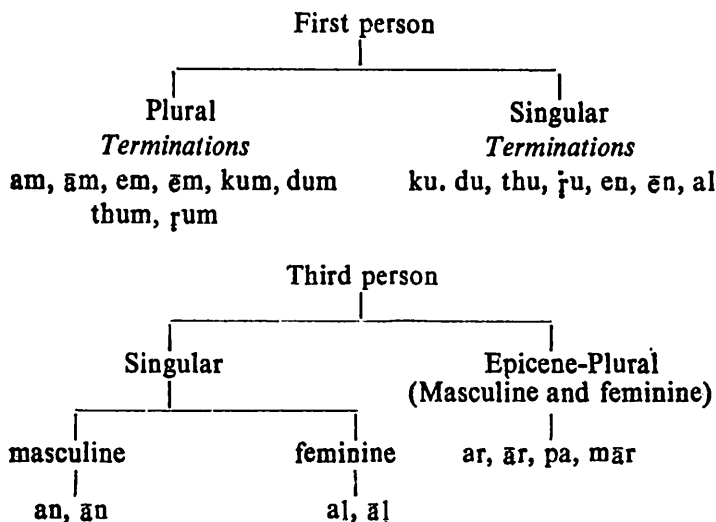 First person
Plural Singular
Terminations Terminations
am, ām, em, ēm, kum, dum ku. du, thu, ṛu, en, ēn, al
thum, ṛum
Third person
Singular Epicene-Plural
(Masculine and feminine)
masculine feminine ar, ār, pa, mār
an, ān al, āl